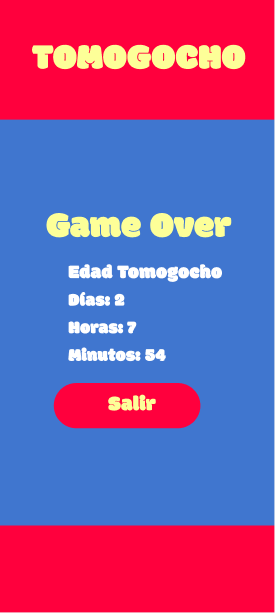 TOMOGOCHO
Game Over
Edad Tomogocho
Días: 2
Horas: 7
Minutos: 54
Salir